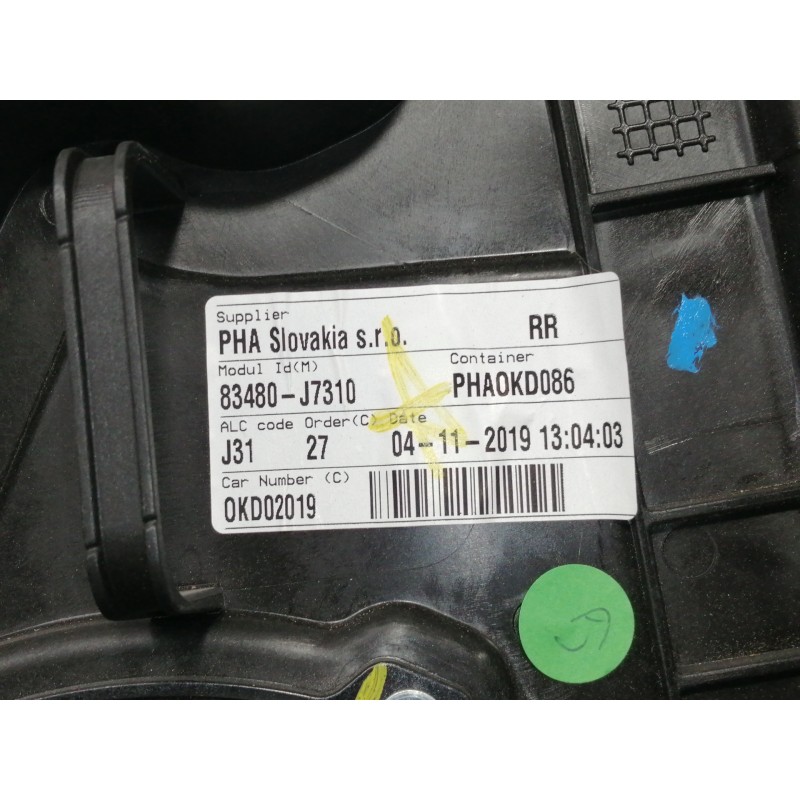 Supplier
PHA Slovakia s.r.o. RR
Modul Id(M) Container
83480-J7310 PHAOKD086
ALC code Order(C) Date
J31 27 04-11-2019 13:04:03
Car Number (C)
OKD02019